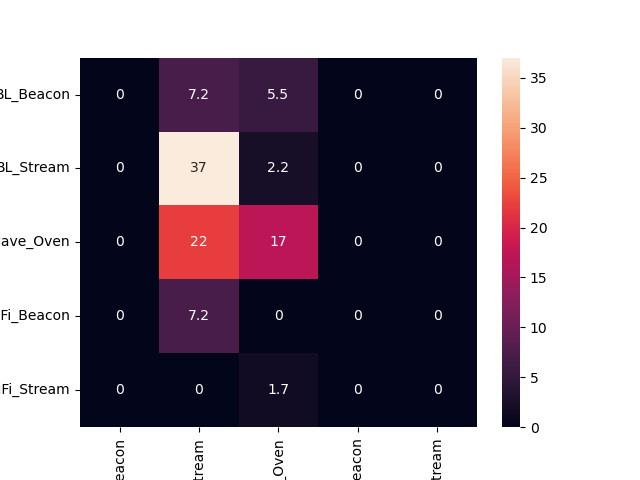 BL_Beacon 0 7.2 5.5 0 0
BL_Stream 0 37 2.2 0 0
ave_Oven 0 22 17 0 0
Fi_Beacon 0 7.2 0 0 0
Fi_Stream 0 0 1.7 0 0
eacon
tream
_Oven
eacon
tream
35
30
25
20
15
10
5
0